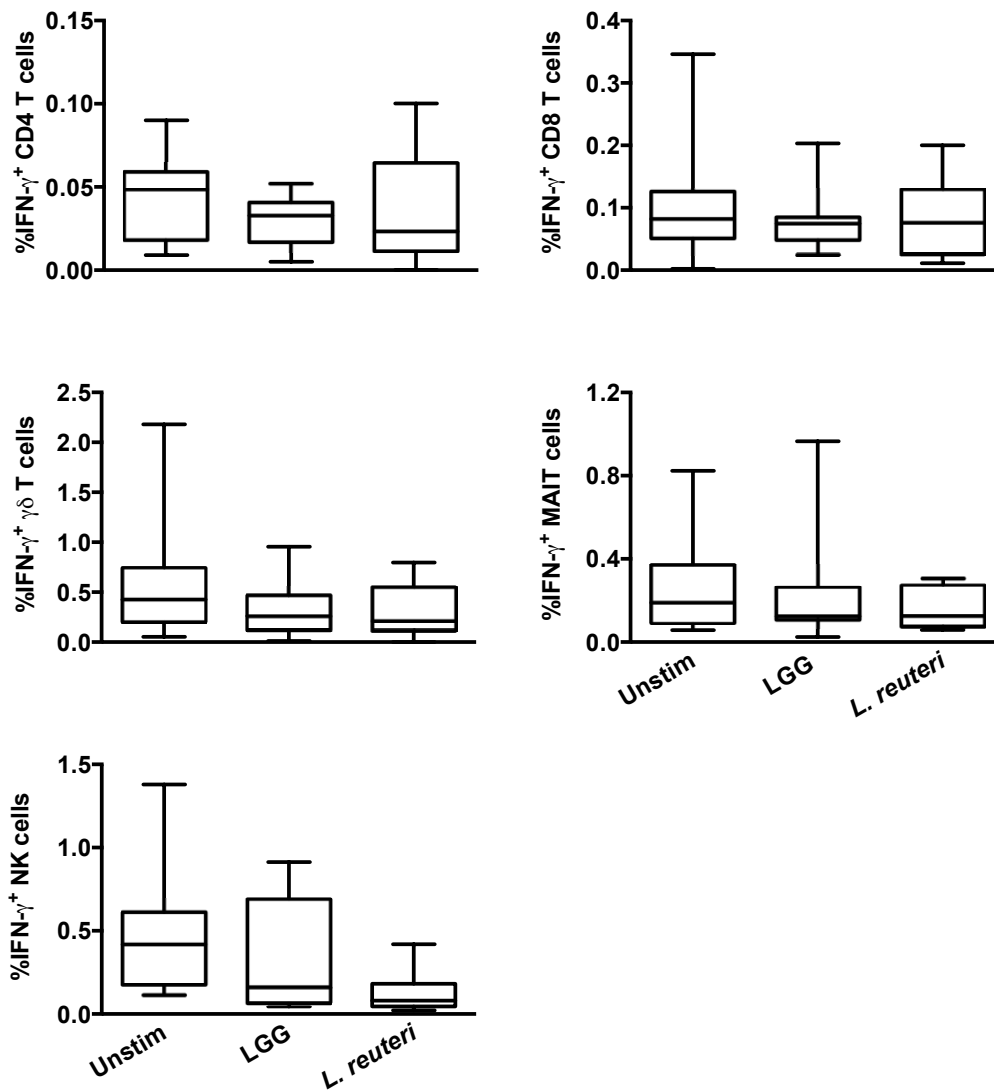 %IFN-γ⁺ CD4 T cells
0.15
0.10
0.05
0.00
%IFN-γ⁺ CD8 T cells
0.4
0.3
0.2
0.1
0.0
%IFN-γ⁺ γδ T cells
2.5
2.0
1.5
1.0
0.5
0.0
%IFN-γ⁺ MAIT cells
1.2
0.8
0.4
0.0
Unstim
LGG
L. reuteri
%IFN-γ⁺ NK cells
1.5
1.0
0.5
0.0
Unstim
LGG
L. reuteri